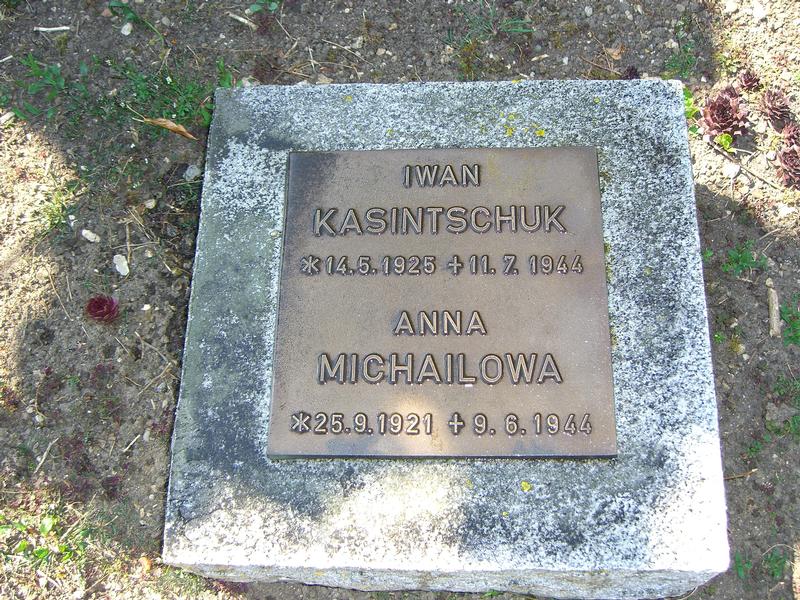 IWAN
KASINTSCHUK
*14.5.1925 + 11.7.1944
ANNA
MICHAILOWA
*25.9.1921 + 9.6.1944